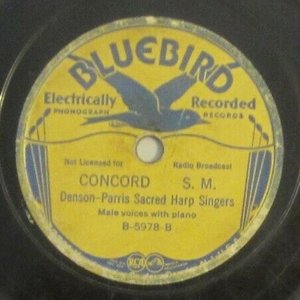 BLUEBIRD
Electrically Recorded
PHONOGRAPH RECORDS
Not Licensed for Radio Broadcast
CONCORD S. M.
Denson-Parris Sacred Harp Singers
Male voices with piano
B-5978-B
RCA